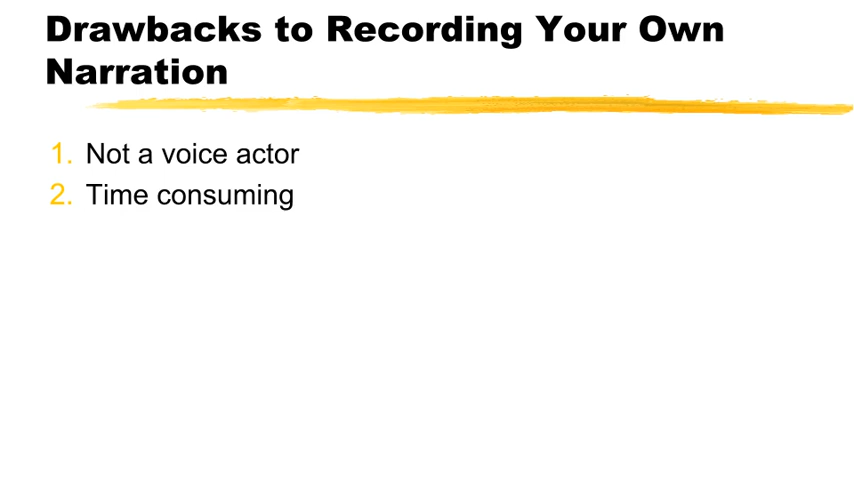 Drawbacks to Recording Your Own
Narration
1. Not a voice actor
2. Time consuming